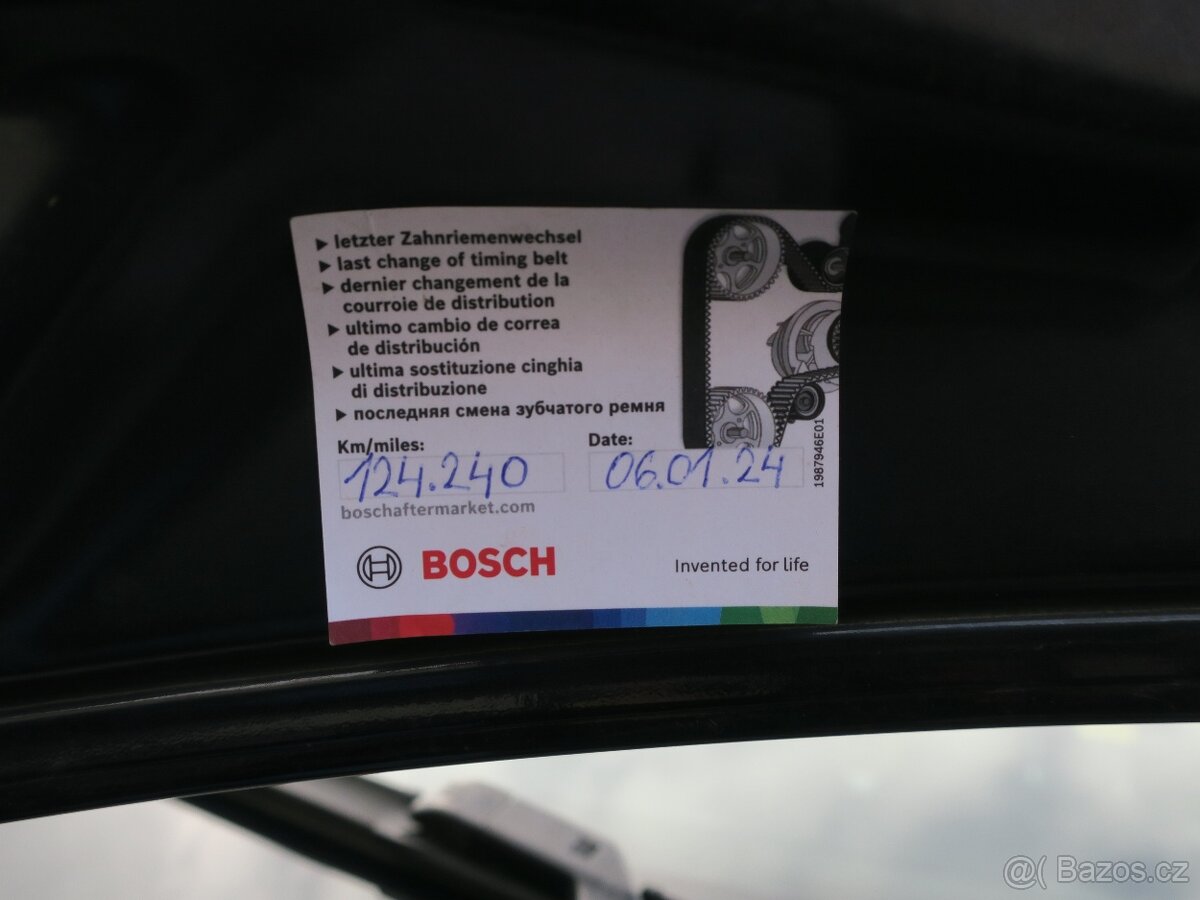 ▶ letzter Zahnriemenwechsel
▶ last change of timing belt
▶ dernier changement de la
courroie de distribution
▶ ultimo cambio de correa
de distribución
▶ ultima sostituzione cinghia
di distribuzione
▶ последняя смена зубчатого ремня
Km/miles:
124.240
Date:
06.01.24
1987946E01
boschaftermarket.com
BOSCH
Invented for life
@( Bazos.cz